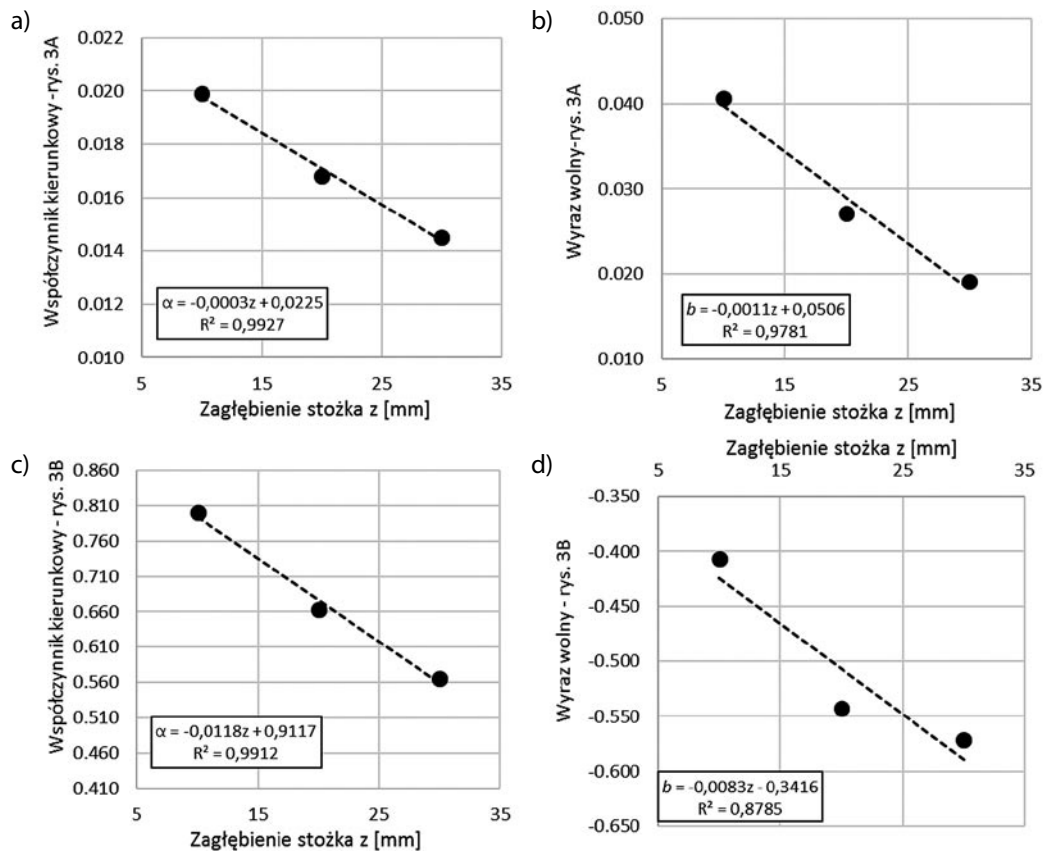 a)
Współczynnik kierunkowy -rys. 3A
0.022
0.020
0.018
0.016
0.014
0.012
0.010
α = -0,0003z + 0,0225
R² = 0,9927
5 15 25 35
Zagłębienie stożka z [mm]
b)
Wyraz wolny-rys. 3A
0.050
0.040
0.030
0.020
0.010
b = -0,0011z + 0,0506
R² = 0,9781
5 15 25 35
Zagłębienie stożka z [mm]
c)
Współczynnik kierunkowy - rys. 3B
0.860
0.810
0.760
0.710
0.660
0.610
0.560
0.510
0.460
0.410
α = -0,0118z + 0,9117
R² = 0,9912
5 15 25 35
Zagłębienie stożka z [mm]
d)
Zagłębienie stożka z [mm]
5 15 25 35
Wyraz wolny - rys. 3B
-0.350
-0.400
-0.450
-0.500
-0.550
-0.600
-0.650
b = -0,0083z - 0,3416
R² = 0,8785